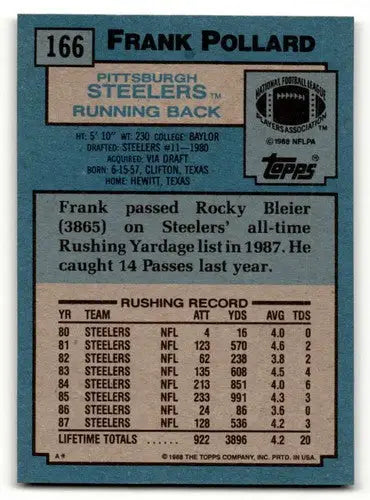 166 FRANK POLLARD
PITTSBURGH
STEELERS™
RUNNING BACK
NATIONAL FOOTBALL LEAGUE
PLAYERS ASSOCIATION™
© 1988 NFLPA
Topps®
HT: 5' 10" WT: 230 COLLEGE: BAYLOR
DRAFTED: STEELERS #11-1980
ACQUIRED: VIA DRAFT
BORN: 6-15-57, CLIFTON, TEXAS
HOME: HEWITT, TEXAS
Frank passed Rocky Bleier
(3865) on Steelers' all-time
Rushing Yardage list in 1987. He
caught 14 Passes last year.
RUSHING RECORD
YR TEAM ATT YDS AVG TDS
80 STEELERS NFL 4 16 4.0 0
81 STEELERS NFL 123 570 4.6 2
82 STEELERS NFL 62 238 3.8 2
83 STEELERS NFL 135 608 4.5 4
84 STEELERS NFL 213 851 4.0 6
85 STEELERS NFL 233 991 4.3 3
86 STEELERS NFL 24 86 3.6 0
87 STEELERS NFL 128 536 4.2 3
LIFETIME TOTALS ........ 922 3896 4.2 20
A* © 1988 THE TOPPS COMPANY, INC. PRTD. IN USA.